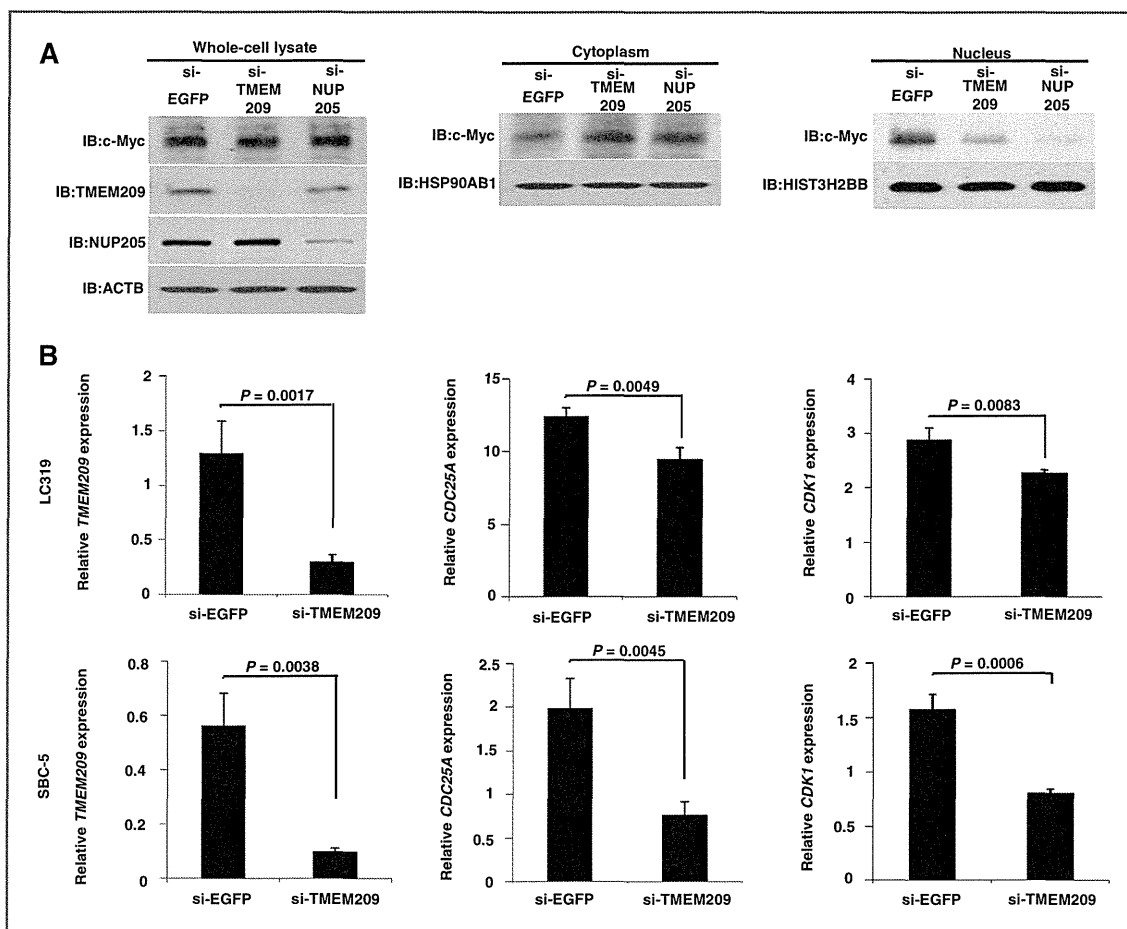 A
Whole-cell lysate
si-
EGFP
si-
TMEM
209
si-
NUP
205
IB:c-Myc
IB:TMEM209
IB:NUP205
IB:ACTB
Cytoplasm
si-
EGFP
si-
TMEM
209
si-
NUP
205
IB:c-Myc
IB:HSP90AB1
Nucleus
si-
EGFP
si-
TMEM
209
si-
NUP
205
IB:c-Myc
IB:HIST3H2BB
B
LC319
Relative TMEM209 expression
2
1.5
1
0.5
0
P = 0.0017
si-EGFP
si-TMEM209
Relative CDC25A expression
15
10
5
0
P = 0.0049
si-EGFP
si-TMEM209
Relative CDK1 expression
4
3
2
1
0
P = 0.0083
si-EGFP
si-TMEM209
SBC-5
Relative TMEM209 expression
0.8
0.6
0.4
0.2
0
P = 0.0038
si-EGFP
si-TMEM209
Relative CDC25A expression
2.5
2
1.5
1
0.5
0
P = 0.0045
si-EGFP
si-TMEM209
Relative CDK1 expression
2
1.5
1
0.5
0
P = 0.0006
si-EGFP
si-TMEM209